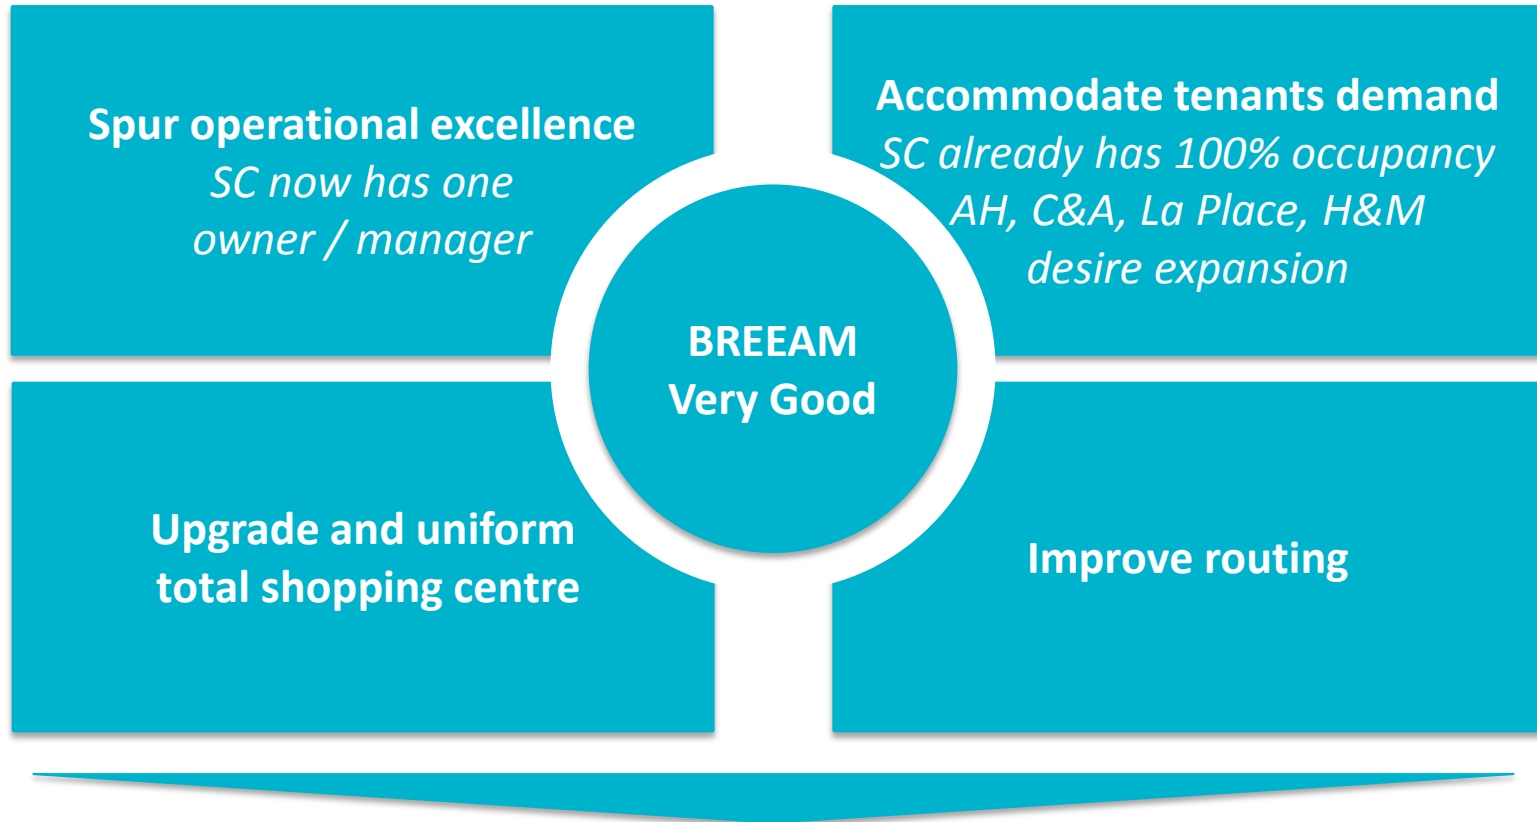 Spur operational excellence
SC now has one
owner / manager
Accommodate tenants demand
SC already has 100% occupancy
AH, C&A, La Place, H&M
desire expansion
BREEAM
Very Good
Upgrade and uniform
total shopping centre
Improve routing